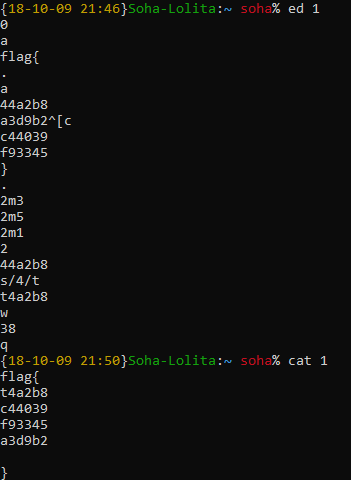 {18-10-09 21:46}Soha-Lolita:~ soha% ed 1
0
a
flag{
.
a
44a2b8
a3d9b2^[c
c44039
f93345
}
.
2m3
2m5
2m1
2
44a2b8
s/4/t
t4a2b8
w
38
q
{18-10-09 21:50}Soha-Lolita:~ soha% cat 1
flag{
t4a2b8
c44039
f93345
a3d9b2
}